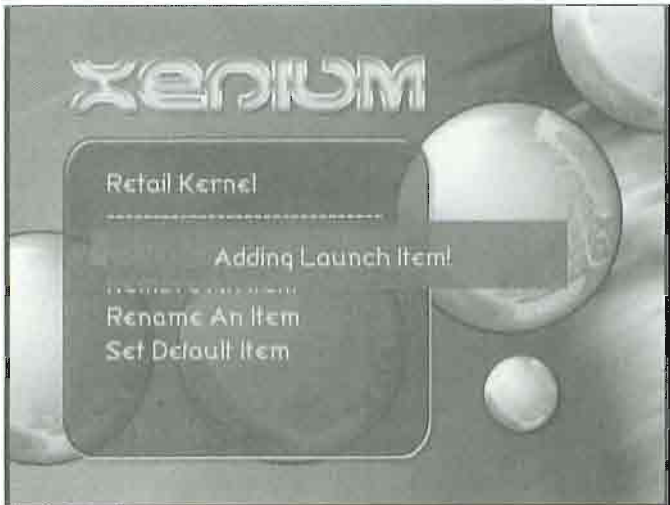 XENIUM
Retail Kernel
--------------------------------
Adding Launch Item!
Rename An Item
Set Default Item